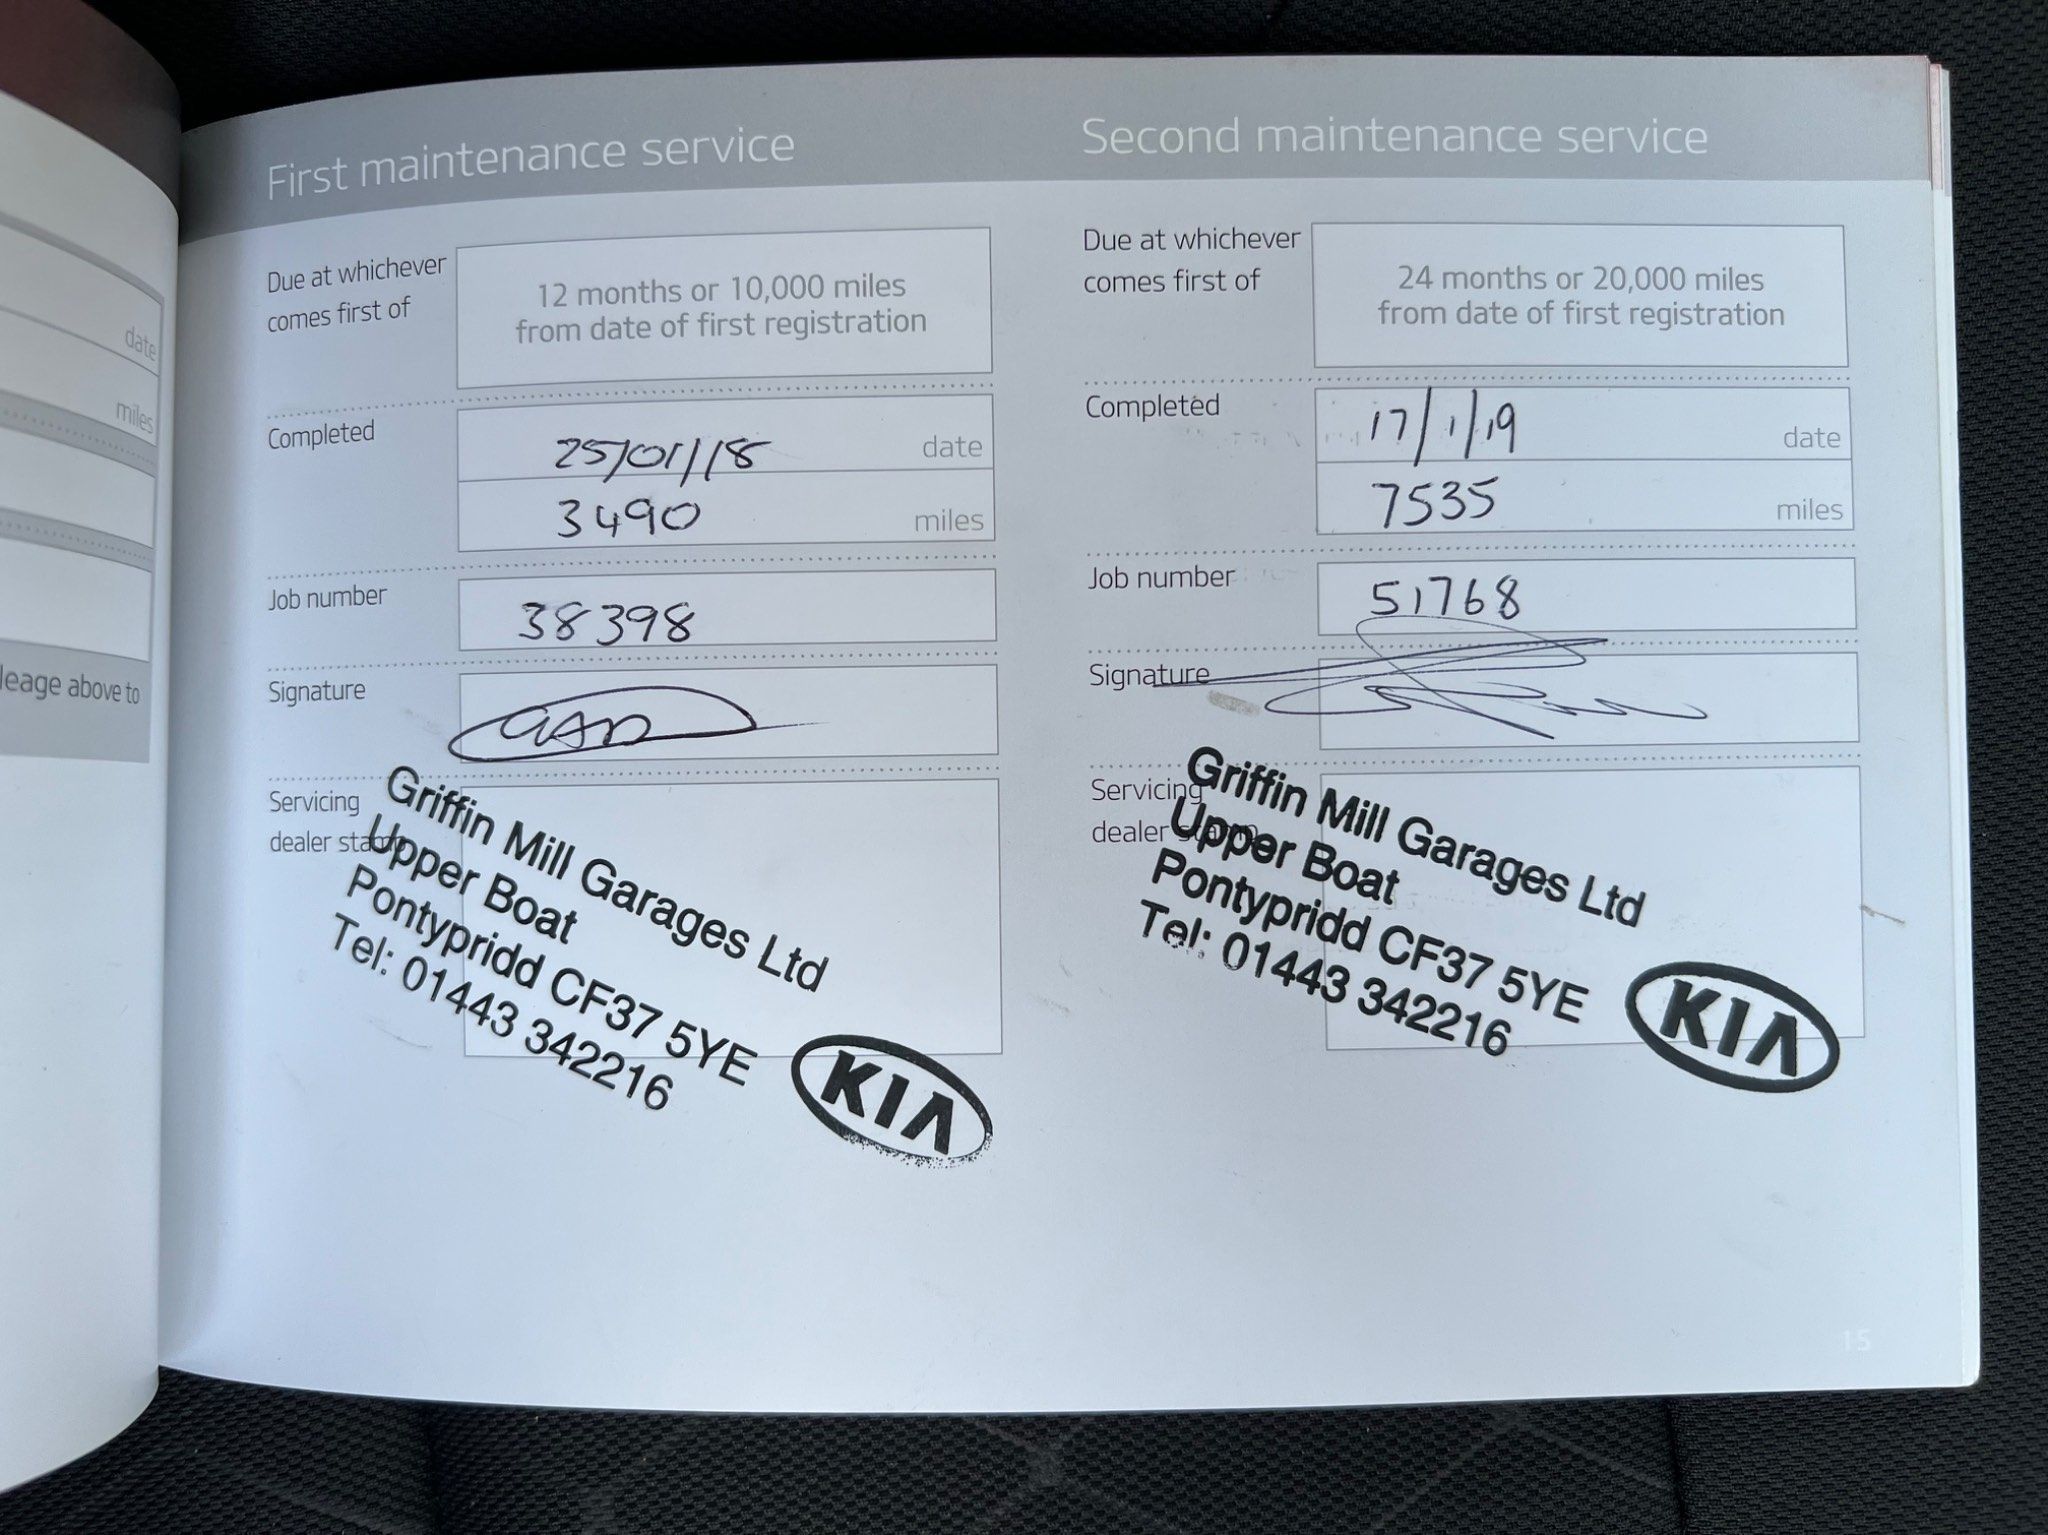 date
miles
leage above to
First maintenance service
Due at whichever
comes first of
12 months or 10,000 miles
from date of first registration
Completed
25/01/18 date
3490 miles
Job number
38398
Signature
Servicing
dealer stamp
Griffin Mill Garages Ltd
Upper Boat
Pontypridd CF37 5YE
Tel: 01443 342216
KIA
Second maintenance service
Due at whichever
comes first of
24 months or 20,000 miles
from date of first registration
Completed
17/1/19 date
7535 miles
Job number
51768
Signature
Servicing
dealer stamp
Griffin Mill Garages Ltd
Upper Boat
Pontypridd CF37 5YE
Tel: 01443 342216
KIA
15